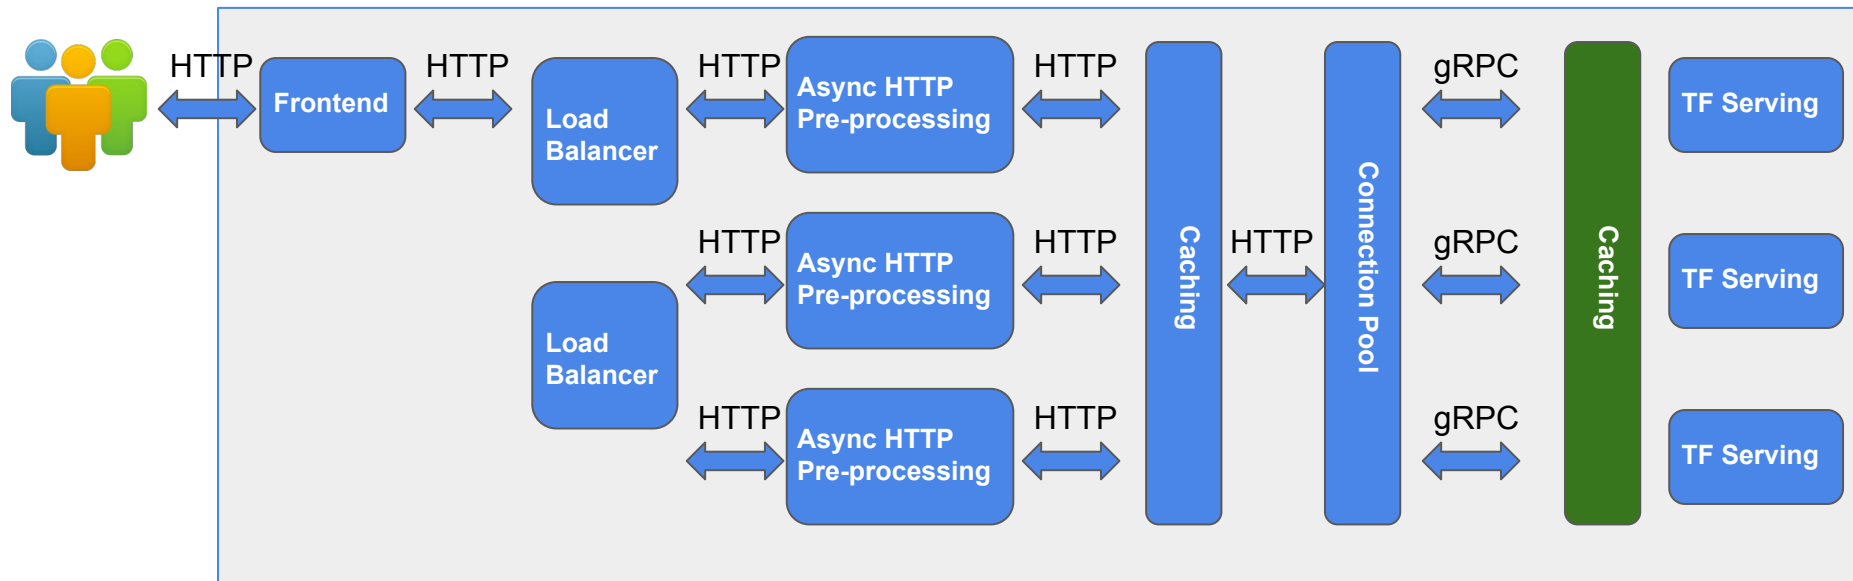 HTTP
Frontend
HTTP
Load
Balancer
HTTP
Async HTTP
Pre-processing
HTTP
gRPC
TF Serving
HTTP
Async HTTP
Pre-processing
HTTP
Caching
HTTP
Connection Pool
gRPC
Caching
TF Serving
Load
Balancer
HTTP
Async HTTP
Pre-processing
HTTP
gRPC
TF Serving